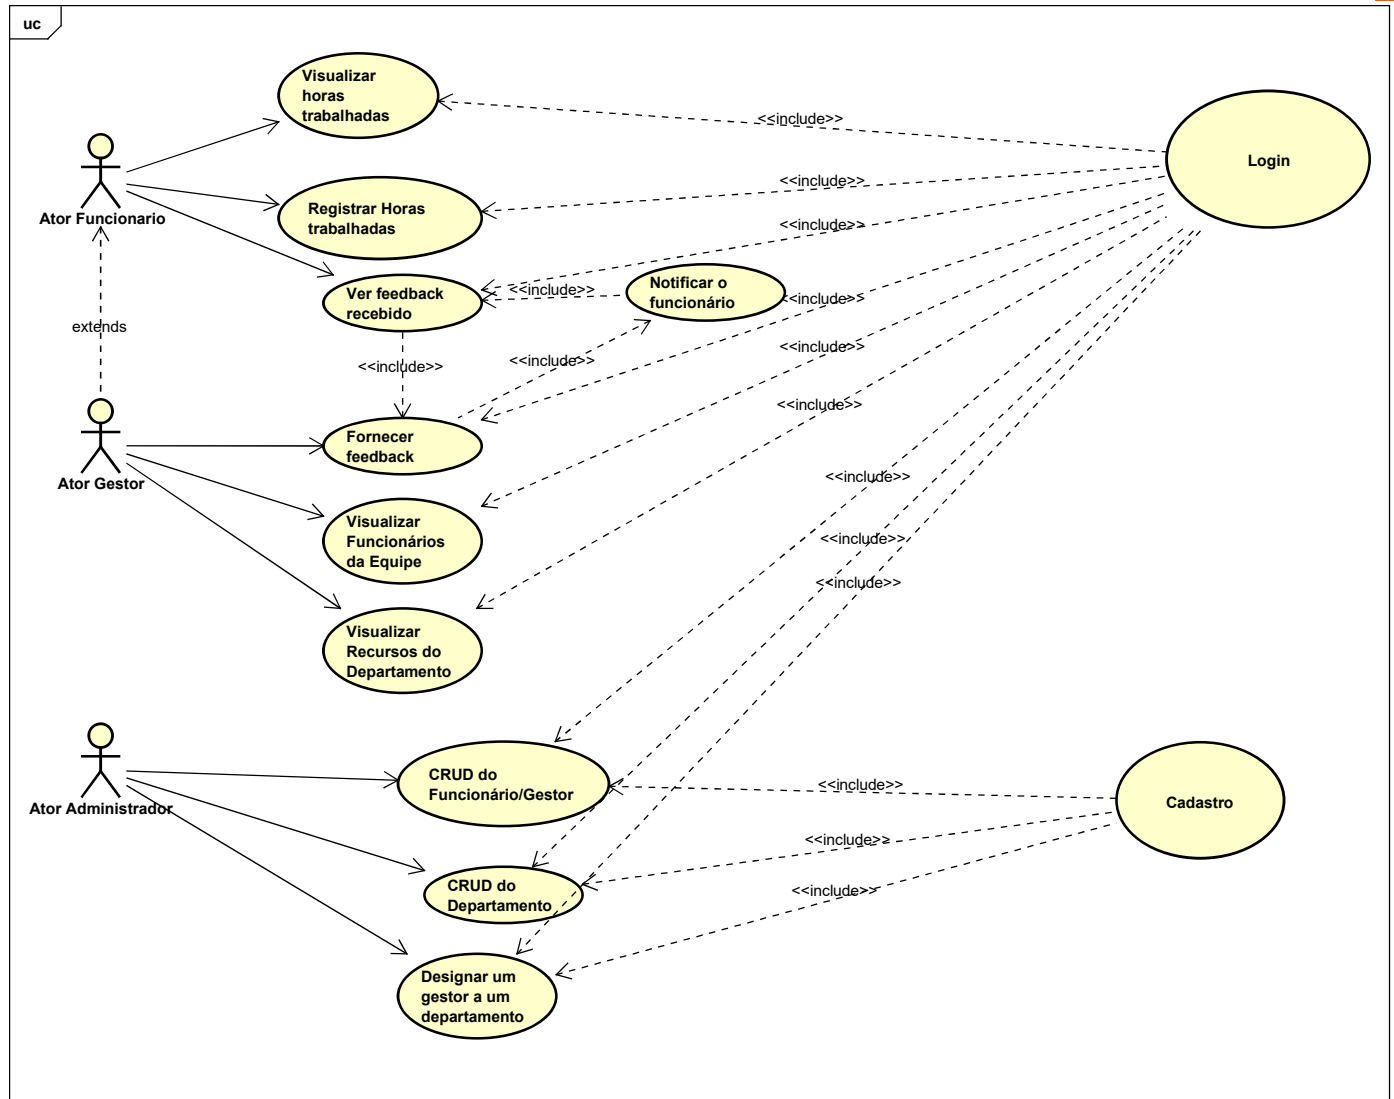 uc
Visualizar
horas
trabalhadas
<<include>>
Login
<<include>>
Ator Funcionario
Registrar Horas
trabalhadas
<<include>>
Ver feedback
recebido
<<include>>
Notificar o
funcionário
<<include>>
extends
<<include>>
<<include>>
<<include>>
<<include>>
Ator Gestor
Fornecer
feedback
<<include>>
Visualizar
Funcionários
da Equipe
<<include>>
<<include>>
Visualizar
Recursos do
Departamento
Ator Administrador
CRUD do
Funcionário/Gestor
<<include>>
Cadastro
<<include>>
CRUD do
Departamento
<<include>>
Designar um
gestor a um
departamento